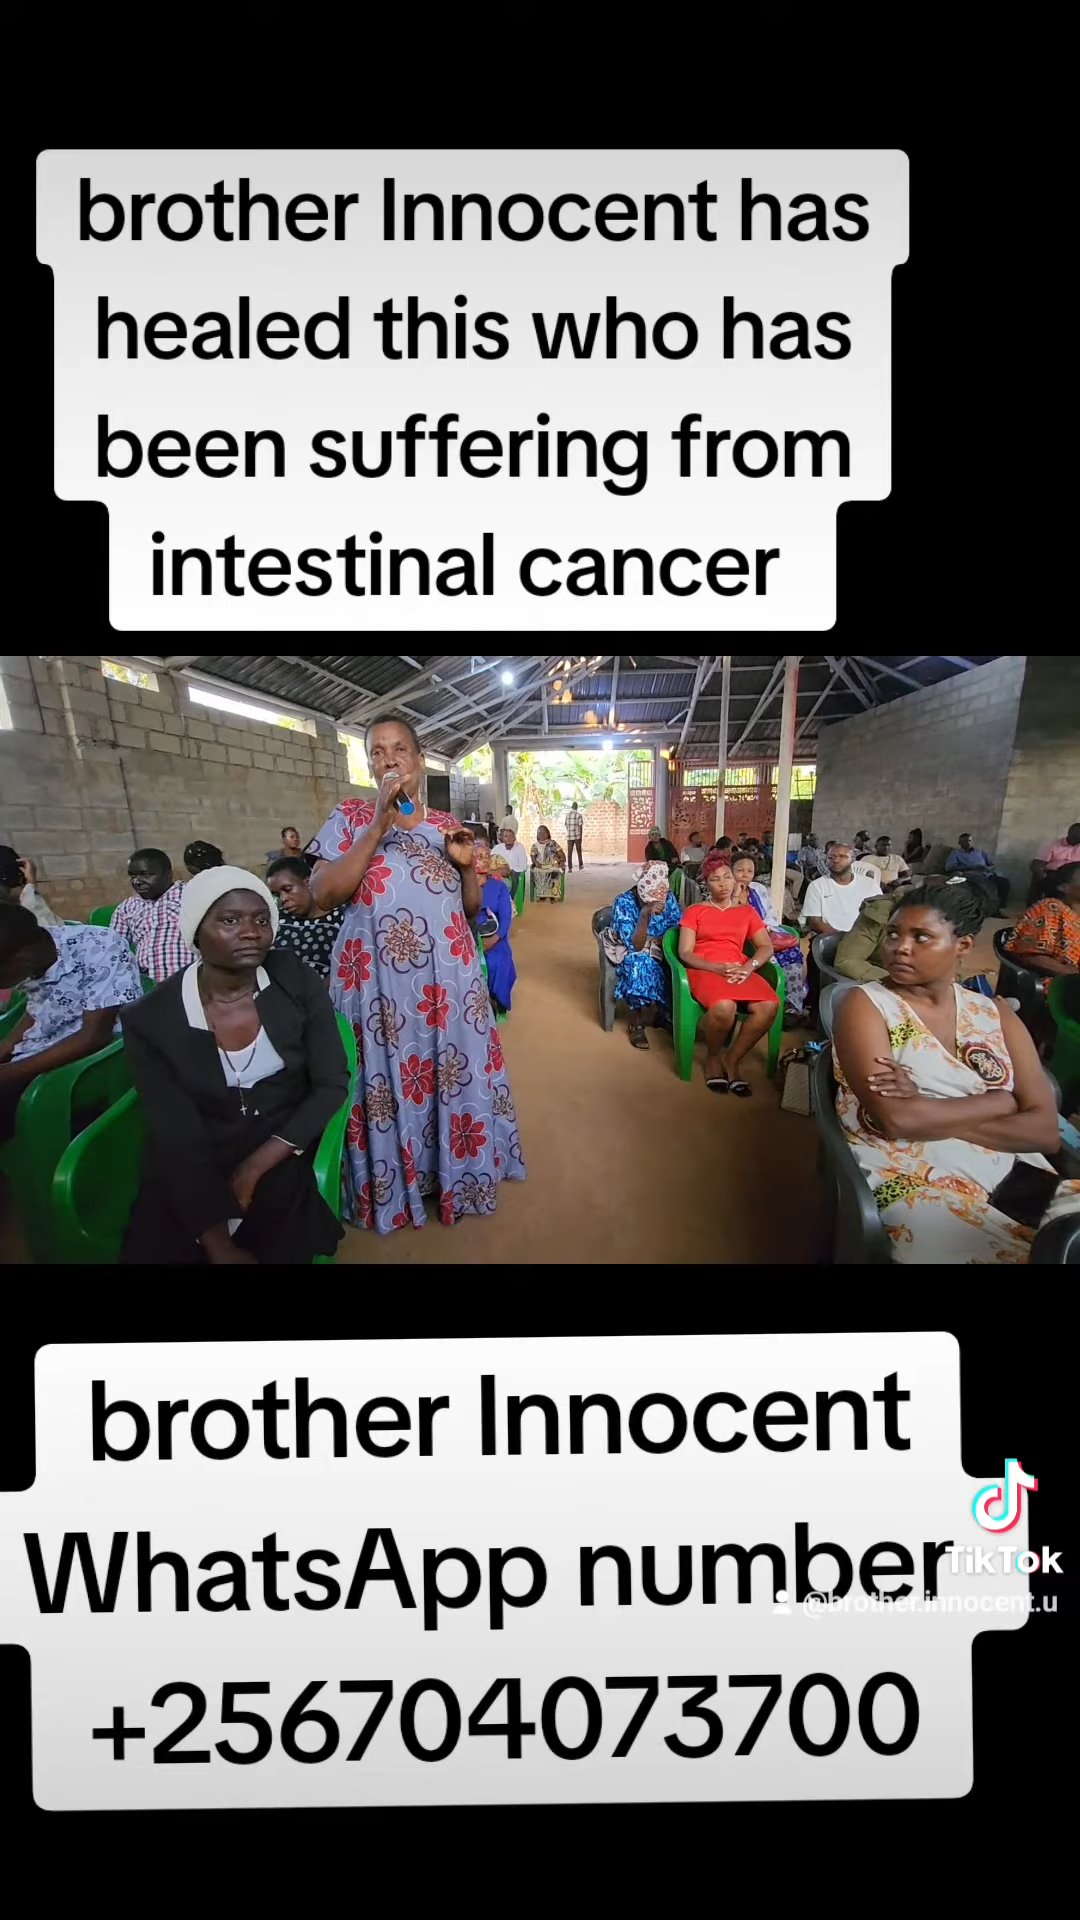 brother Innocent has
healed this who has
been suffering from
intestinal cancer
brother Innocent
WhatsApp number
TikTok
@brother.innocent.u
+256704073700